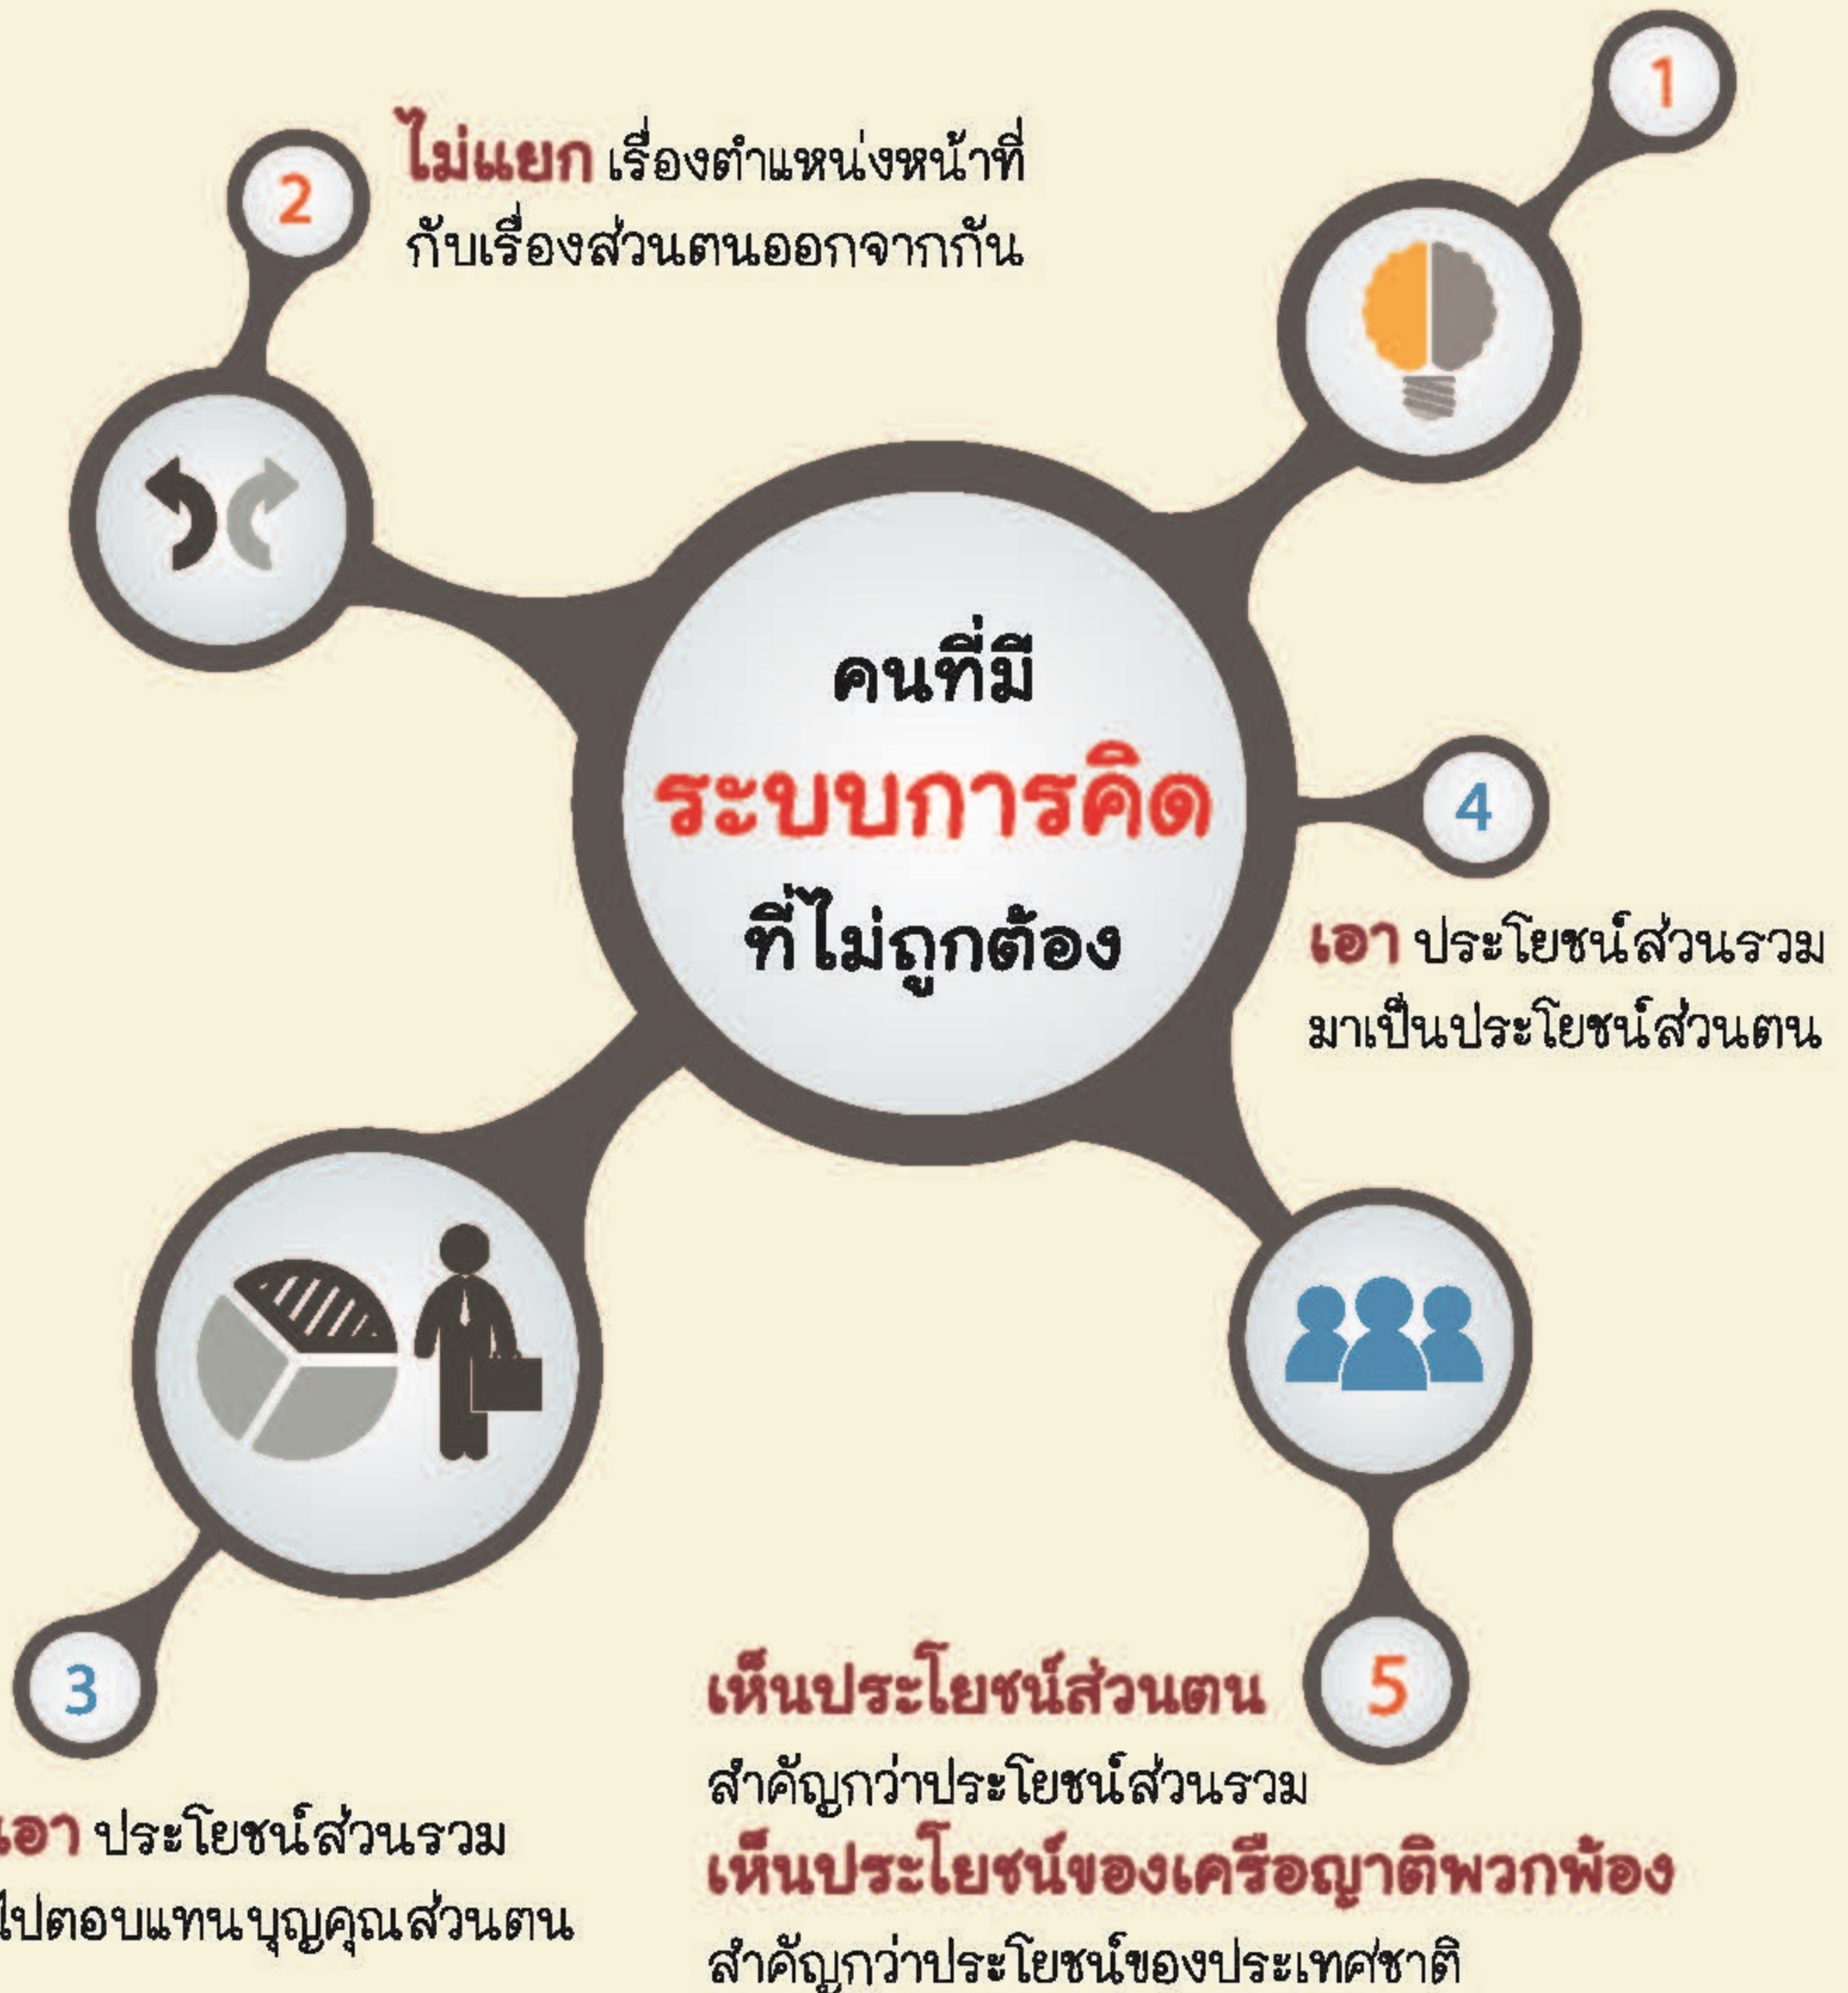 1
2
ไม่แยก เรื่องตำแหน่งหน้าที่
กับเรื่องส่วนตนออกจากกัน
คนที่มี
ระบบการคิด
ที่ไม่ถูกต้อง
3
เอา ประโยชน์ส่วนรวม
ไปตอบแทนบุญคุณส่วนตน
4
เอา ประโยชน์ส่วนรวม
มาเป็นประโยชน์ส่วนตน
5
เห็นประโยชน์ส่วนตน
สำคัญกว่าประโยชน์ส่วนรวม
เห็นประโยชน์ของเครือญาติพวกพ้อง
สำคัญกว่าประโยชน์ของประเทศชาติ